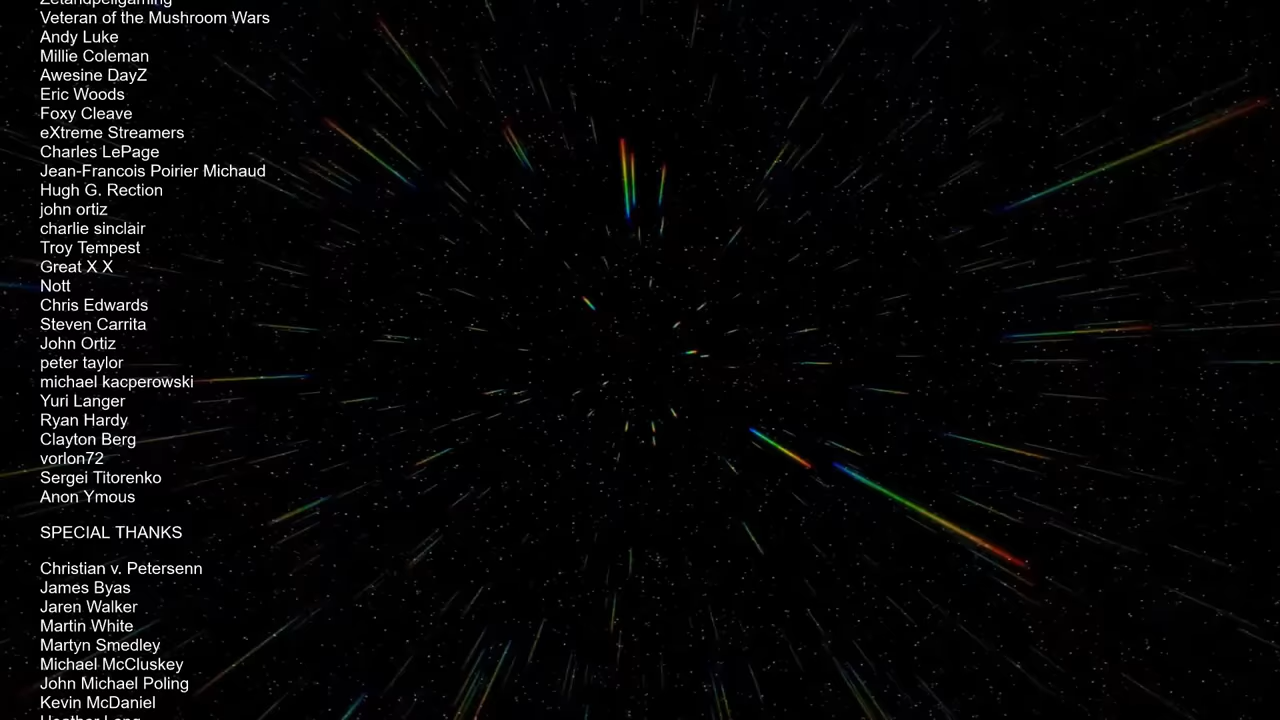 Zetandpellgaming
Veteran of the Mushroom Wars
Andy Luke
Millie Coleman
Awesine DayZ
Eric Woods
Foxy Cleave
eXtreme Streamers
Charles LePage
Jean-Francois Poirier Michaud
Hugh G. Rection
john ortiz
charlie sinclair
Troy Tempest
Great X X
Nott
Chris Edwards
Steven Carrita
John Ortiz
peter taylor
michael kacperowski
Yuri Langer
Ryan Hardy
Clayton Berg
vorlon72
Sergei Titorenko
Anon Ymous
SPECIAL THANKS
Christian v. Petersenn
James Byas
Jaren Walker
Martin White
Martyn Smedley
Michael McCluskey
John Michael Poling
Kevin McDaniel